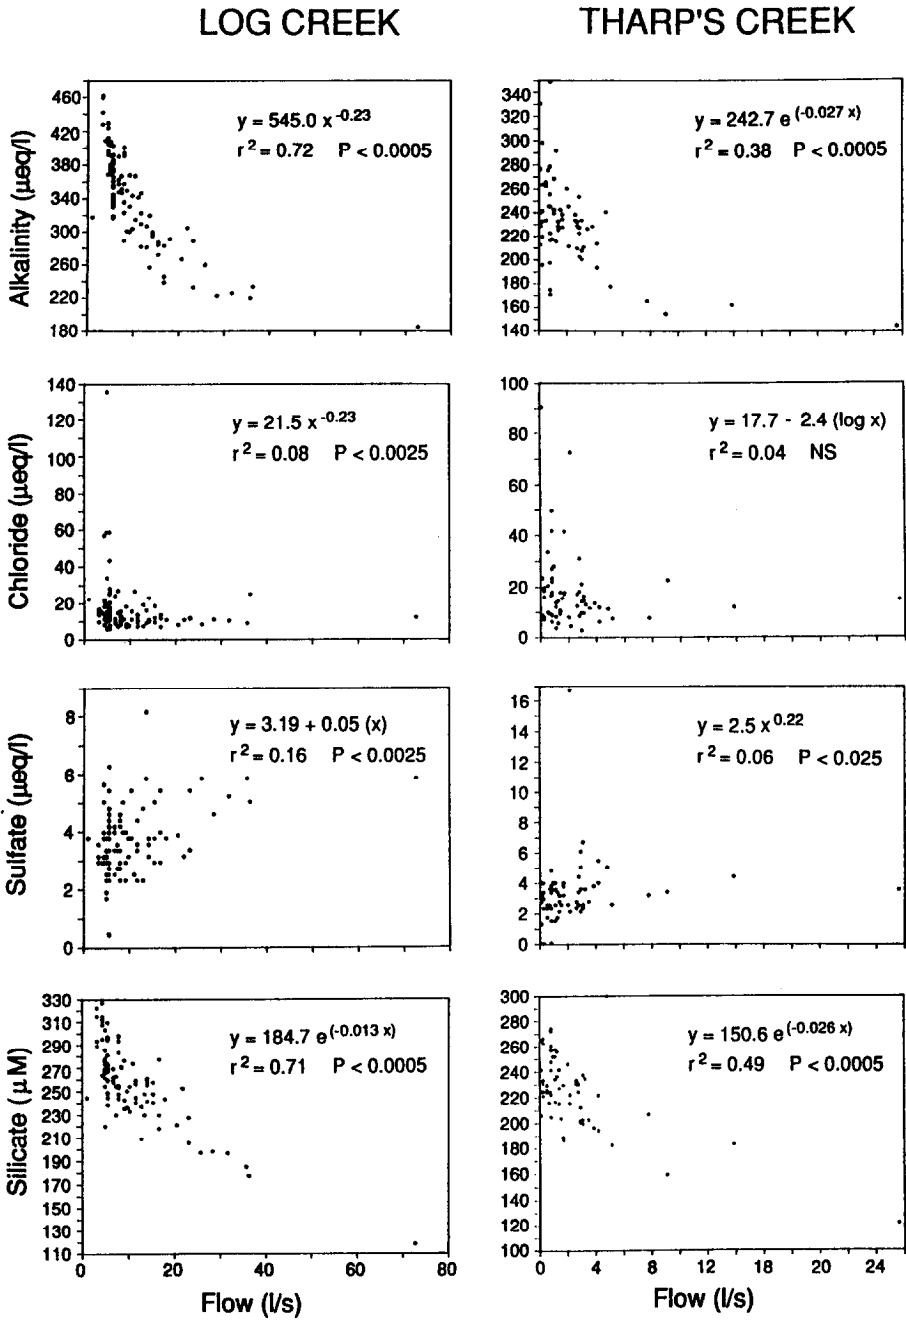 LOG CREEK
THARP'S CREEK
Alkalinity (µeq/l)
460
420
380
340
300
260
220
180
y = 545.0 x^-0.23
r² = 0.72 P < 0.0005
340
320
300
280
260
240
220
200
180
160
140
y = 242.7 e^(-0.027 x)
r² = 0.38 P < 0.0005
Chloride (µeq/l)
140
120
100
80
60
40
20
0
y = 21.5 x^-0.23
r² = 0.08 P < 0.0025
100
80
60
40
20
0
y = 17.7 - 2.4 (log x)
r² = 0.04 NS
Sulfate (µeq/l)
8
6
4
2
0
y = 3.19 + 0.05 (x)
r² = 0.16 P < 0.0025
16
14
12
10
8
6
4
2
0
y = 2.5 x^0.22
r² = 0.06 P < 0.025
Silicate (µM)
330
310
290
270
250
230
210
190
170
150
130
110
y = 184.7 e^(-0.013 x)
r² = 0.71 P < 0.0005
0 20 40 60 80
Flow (l/s)
300
280
260
240
220
200
180
160
140
120
100
y = 150.6 e^(-0.026 x)
r² = 0.49 P < 0.0005
0 4 8 12 18 20 24
Flow (l/s)